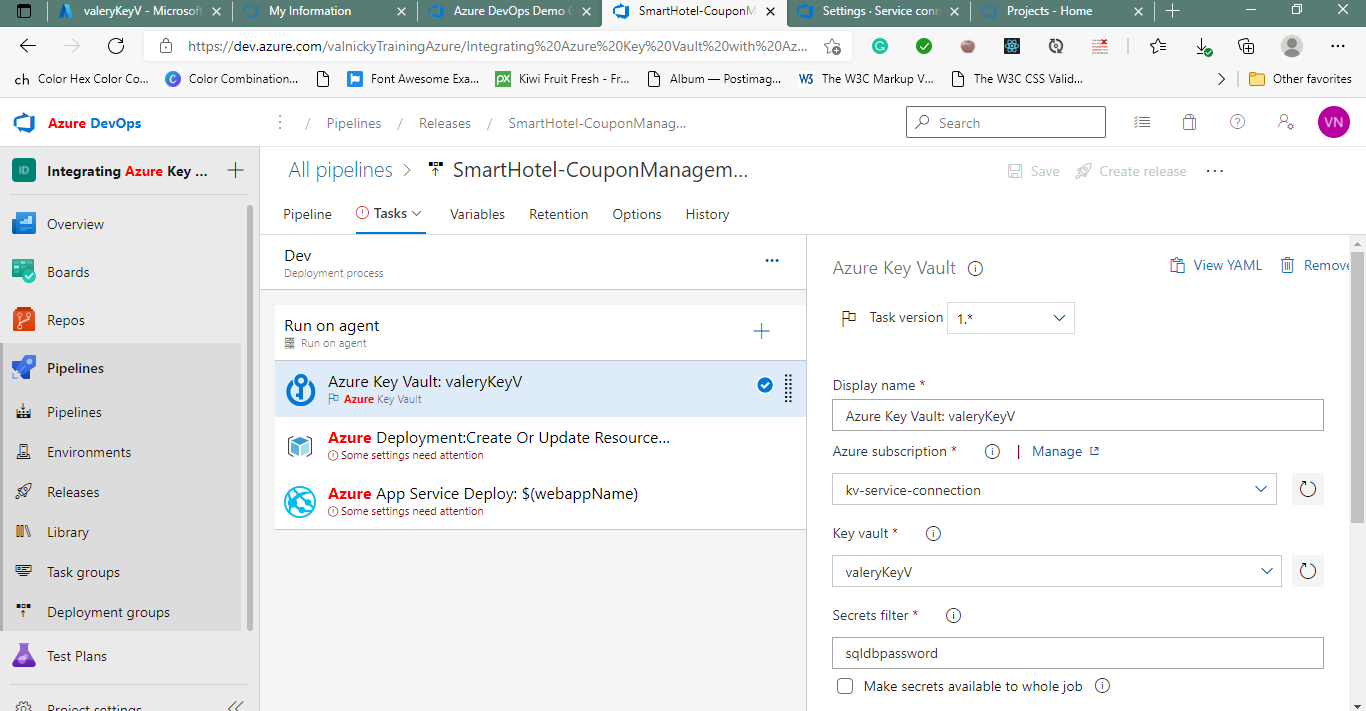 valeryKeyV - Microsof
My Information
Azure DevOps Demo G
SmartHotel-CouponM
Settings · Service conn
Projects - Home
https://dev.azure.com/valnickyTrainingAzure/Integrating%20Azure%20Key%20Vault%20with%20Az...
ch Color Hex Color Co...
Color Combination...
Font Awesome Exa...
Kiwi Fruit Fresh - Fr...
Album — Postimag...
The W3C Markup V...
The W3C CSS Valid...
Other favorites
Azure DevOps
/ Pipelines / Releases / SmartHotel-CouponManag...
Search
VN
ID Integrating Azure Key ...
Overview
Boards
Repos
Pipelines
Pipelines
Environments
Releases
Library
Task groups
Deployment groups
Test Plans
Project settings
All pipelines > SmartHotel-CouponManagem...
Save
Create release
Pipeline
Tasks
Variables
Retention
Options
History
Dev
Deployment process
Run on agent
Run on agent
Azure Key Vault: valeryKeyV
Azure Key Vault
Azure Deployment:Create Or Update Resource...
Some settings need attention
Azure App Service Deploy: $(webappName)
Some settings need attention
Azure Key Vault
View YAML
Remove
Task version 1.*
Display name *
Azure Key Vault: valeryKeyV
Azure subscription * | Manage
kv-service-connection
Key vault *
valeryKeyV
Secrets filter *
sqldbpassword
Make secrets available to whole job